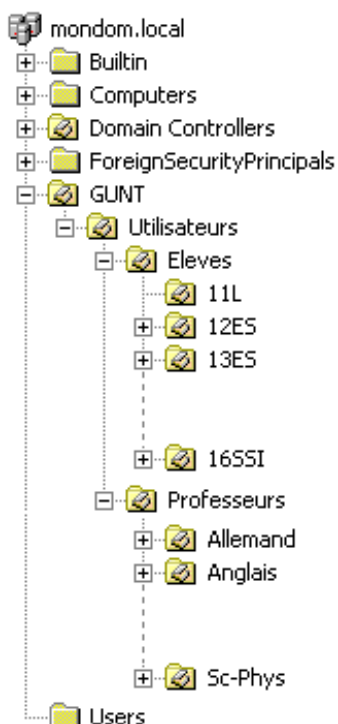 mondom.local
Builtin
Computers
Domain Controllers
ForeignSecurityPrincipals
GUNT
Utilisateurs
Eleves
11L
12ES
13ES
16SSI
Professeurs
Allemand
Anglais
Sc-Phys
Users